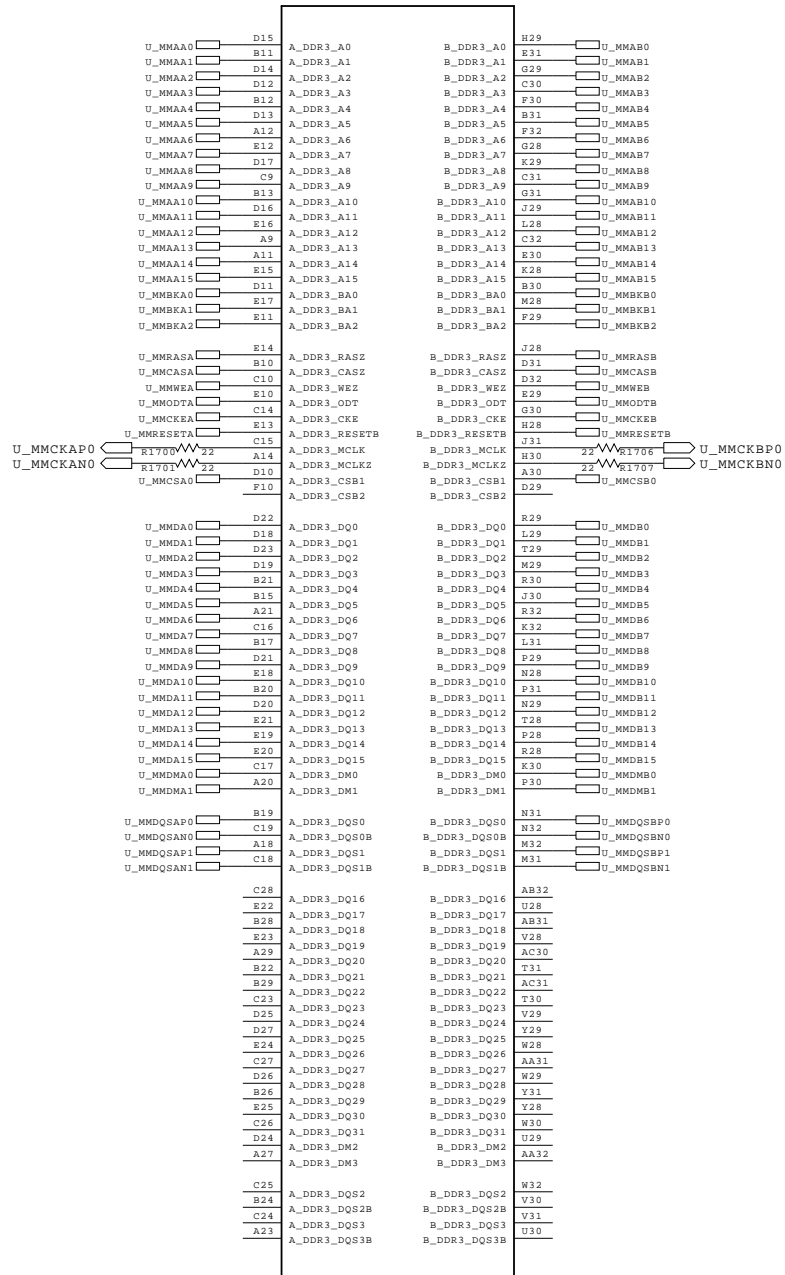 U_MMAA0 D15 A_DDR3_A0 B_DDR3_A0 H29 U_MMAB0
U_MMAA1 B11 A_DDR3_A1 B_DDR3_A1 E31 U_MMAB1
U_MMAA2 D14 A_DDR3_A2 B_DDR3_A2 G29 U_MMAB2
U_MMAA3 D12 A_DDR3_A3 B_DDR3_A3 C30 U_MMAB3
U_MMAA4 B12 A_DDR3_A4 B_DDR3_A4 F30 U_MMAB4
U_MMAA5 D13 A_DDR3_A5 B_DDR3_A5 B31 U_MMAB5
U_MMAA6 A12 A_DDR3_A6 B_DDR3_A6 F32 U_MMAB6
U_MMAA7 E12 A_DDR3_A7 B_DDR3_A7 G28 U_MMAB7
U_MMAA8 D17 A_DDR3_A8 B_DDR3_A8 K29 U_MMAB8
U_MMAA9 C9 A_DDR3_A9 B_DDR3_A9 C31 U_MMAB9
U_MMAA10 B13 A_DDR3_A10 B_DDR3_A10 G31 U_MMAB10
U_MMAA11 D16 A_DDR3_A11 B_DDR3_A11 J29 U_MMAB11
U_MMAA12 E16 A_DDR3_A12 B_DDR3_A12 L28 U_MMAB12
U_MMAA13 A9 A_DDR3_A13 B_DDR3_A13 C32 U_MMAB13
U_MMAA14 A11 A_DDR3_A14 B_DDR3_A14 E30 U_MMAB14
U_MMAA15 E15 A_DDR3_A15 B_DDR3_A15 K28 U_MMAB15
U_MMBKA0 D11 A_DDR3_BA0 B_DDR3_BA0 B30 U_MMBKB0
U_MMBKA1 E17 A_DDR3_BA1 B_DDR3_BA1 M28 U_MMBKB1
U_MMBKA2 E11 A_DDR3_BA2 B_DDR3_BA2 F29 U_MMBKB2
U_MMRASA E14 A_DDR3_RASZ B_DDR3_RASZ J28 U_MMRASB
U_MMCASA B10 A_DDR3_CASZ B_DDR3_CASZ D31 U_MMCASB
U_MMWEA C10 A_DDR3_WEZ B_DDR3_WEZ D32 U_MMWEB
U_MMODTA E10 A_DDR3_ODT B_DDR3_ODT E29 U_MMODTB
U_MMCKEA C14 A_DDR3_CKE B_DDR3_CKE G30 U_MMCKEB
U_MMRESETA E13 A_DDR3_RESETB B_DDR3_RESETB H28 U_MMRESETB
U_MMCKAP0 R1700 22 C15 A_DDR3_MCLK B_DDR3_MCLK J31 22 R1706 U_MMCKBP0
U_MMCKAN0 R1701 22 A14 A_DDR3_MCLKZ B_DDR3_MCLKZ H30 22 R1707 U_MMCKBN0
U_MMCSA0 D10 A_DDR3_CSB1 B_DDR3_CSB1 A30 U_MMCSB0
F10 A_DDR3_CSB2 B_DDR3_CSB2 D29
U_MMDA0 D22 A_DDR3_DQ0 B_DDR3_DQ0 R29 U_MMDB0
U_MMDA1 D18 A_DDR3_DQ1 B_DDR3_DQ1 L29 U_MMDB1
U_MMDA2 D23 A_DDR3_DQ2 B_DDR3_DQ2 T29 U_MMDB2
U_MMDA3 D19 A_DDR3_DQ3 B_DDR3_DQ3 M29 U_MMDB3
U_MMDA4 B21 A_DDR3_DQ4 B_DDR3_DQ4 R30 U_MMDB4
U_MMDA5 B15 A_DDR3_DQ5 B_DDR3_DQ5 J30 U_MMDB5
U_MMDA6 A21 A_DDR3_DQ6 B_DDR3_DQ6 R32 U_MMDB6
U_MMDA7 C16 A_DDR3_DQ7 B_DDR3_DQ7 K32 U_MMDB7
U_MMDA8 B17 A_DDR3_DQ8 B_DDR3_DQ8 L31 U_MMDB8
U_MMDA9 D21 A_DDR3_DQ9 B_DDR3_DQ9 P29 U_MMDB9
U_MMDA10 E18 A_DDR3_DQ10 B_DDR3_DQ10 N28 U_MMDB10
U_MMDA11 B20 A_DDR3_DQ11 B_DDR3_DQ11 P31 U_MMDB11
U_MMDA12 D20 A_DDR3_DQ12 B_DDR3_DQ12 N29 U_MMDB12
U_MMDA13 E21 A_DDR3_DQ13 B_DDR3_DQ13 T28 U_MMDB13
U_MMDA14 E19 A_DDR3_DQ14 B_DDR3_DQ14 P28 U_MMDB14
U_MMDA15 E20 A_DDR3_DQ15 B_DDR3_DQ15 R28 U_MMDB15
U_MMDMA0 C17 A_DDR3_DM0 B_DDR3_DM0 K30 U_MMDMB0
U_MMDMA1 A20 A_DDR3_DM1 B_DDR3_DM1 P30 U_MMDMB1
U_MMDQSAP0 B19 A_DDR3_DQS0 B_DDR3_DQS0 N31 U_MMDQSBP0
U_MMDQSAN0 C19 A_DDR3_DQS0B B_DDR3_DQS0B N32 U_MMDQSBN0
U_MMDQSAP1 A18 A_DDR3_DQS1 B_DDR3_DQS1 M32 U_MMDQSBP1
U_MMDQSAN1 C18 A_DDR3_DQS1B B_DDR3_DQS1B M31 U_MMDQSBN1
C28 A_DDR3_DQ16 B_DDR3_DQ16 AB32
E22 A_DDR3_DQ17 B_DDR3_DQ17 U28
B28 A_DDR3_DQ18 B_DDR3_DQ18 AB31
E23 A_DDR3_DQ19 B_DDR3_DQ19 V28
A29 A_DDR3_DQ20 B_DDR3_DQ20 AC30
B22 A_DDR3_DQ21 B_DDR3_DQ21 T31
B29 A_DDR3_DQ22 B_DDR3_DQ22 AC31
C23 A_DDR3_DQ23 B_DDR3_DQ23 T30
D25 A_DDR3_DQ24 B_DDR3_DQ24 V29
D27 A_DDR3_DQ25 B_DDR3_DQ25 Y29
E24 A_DDR3_DQ26 B_DDR3_DQ26 W28
C27 A_DDR3_DQ27 B_DDR3_DQ27 AA31
D26 A_DDR3_DQ28 B_DDR3_DQ28 W29
B26 A_DDR3_DQ29 B_DDR3_DQ29 Y31
E25 A_DDR3_DQ30 B_DDR3_DQ30 Y28
C26 A_DDR3_DQ31 B_DDR3_DQ31 W30
D24 A_DDR3_DM2 B_DDR3_DM2 U29
A27 A_DDR3_DM3 B_DDR3_DM3 AA32
C25 A_DDR3_DQS2 B_DDR3_DQS2 W32
B24 A_DDR3_DQS2B B_DDR3_DQS2B V30
C24 A_DDR3_DQS3 B_DDR3_DQS3 V31
A23 A_DDR3_DQS3B B_DDR3_DQS3B U30